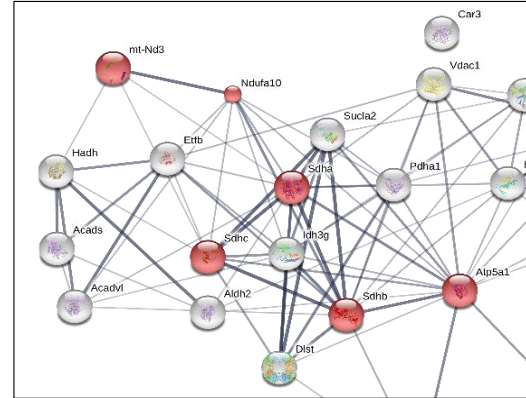 Car3
mt-Nd3
Vdac1
Ndufa10
Sucla2
Etfb
Hadh
Sdha
Pdha1
Acads
Sdhc
Idh3g
Atp5a1
Acadvl
Aldh2
Sdhb
Dlst